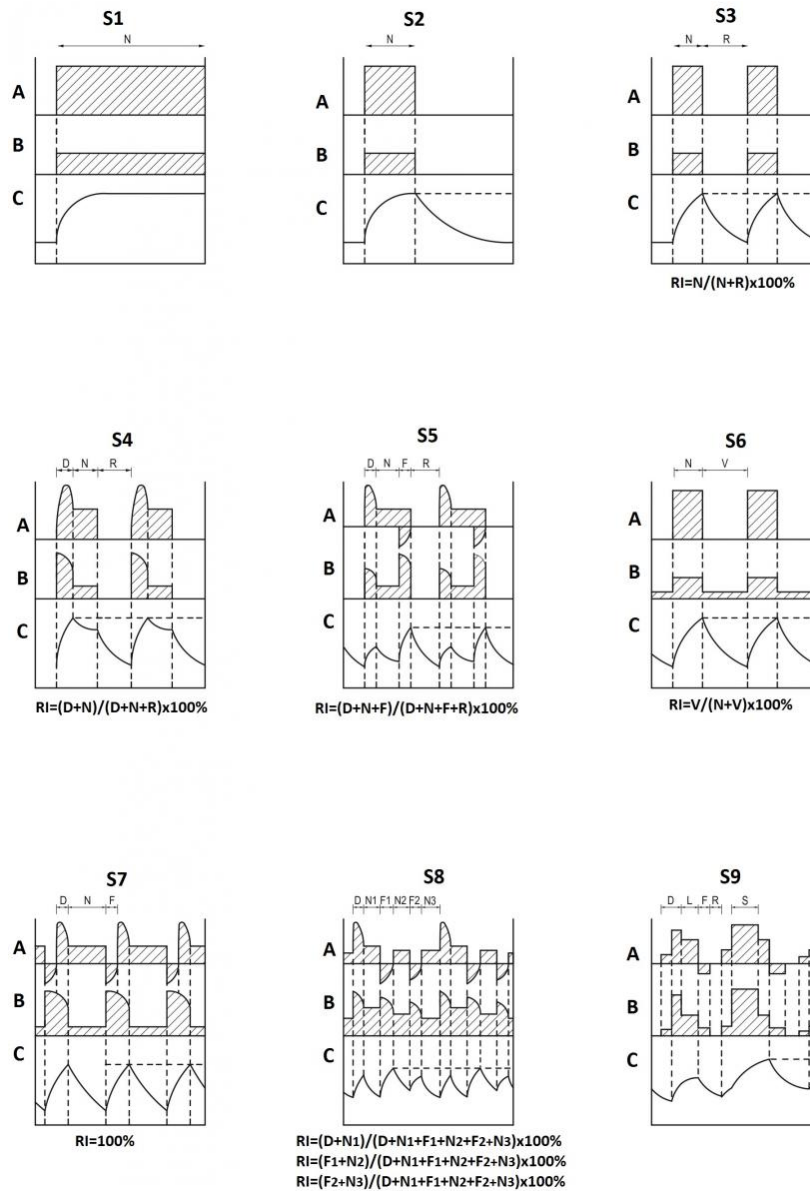 S1
S2
S3
N
N
N R
A
B
C
A
B
C
A
B
C
RI=N/(N+R)x100%
S4
S5
S6
D N R
D N F R
N V
A
B
C
A
B
C
A
B
C
RI=(D+N)/(D+N+R)x100%
RI=(D+N+F)/(D+N+F+R)x100%
RI=V/(N+V)x100%
S7
S8
S9
D N F
D N1 F1 N2 F2 N3
D L F R S
A
B
C
A
B
C
A
B
C
RI=100%
RI=(D+N1)/(D+N1+F1+N2+F2+N3)x100%
RI=(F1+N2)/(D+N1+F1+N2+F2+N3)x100%
RI=(F2+N3)/(D+N1+F1+N2+F2+N3)x100%